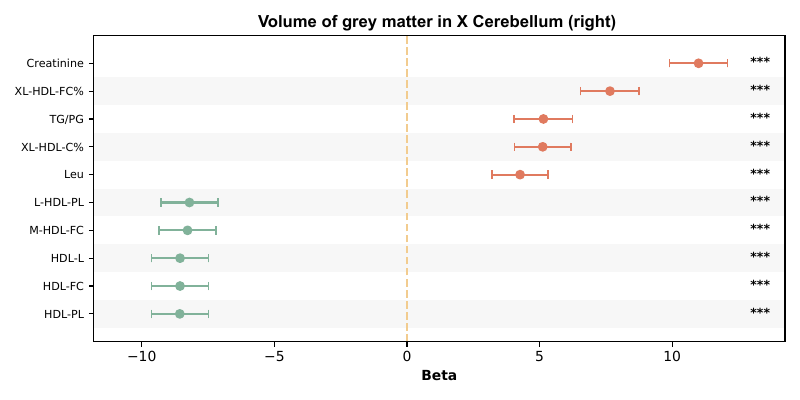 Volume of grey matter in X Cerebellum (right)
Creatinine ***
XL-HDL-FC% ***
TG/PG ***
XL-HDL-C% ***
Leu ***
L-HDL-PL ***
M-HDL-FC ***
HDL-L ***
HDL-FC ***
HDL-PL ***
−10 −5 0 5 10
Beta